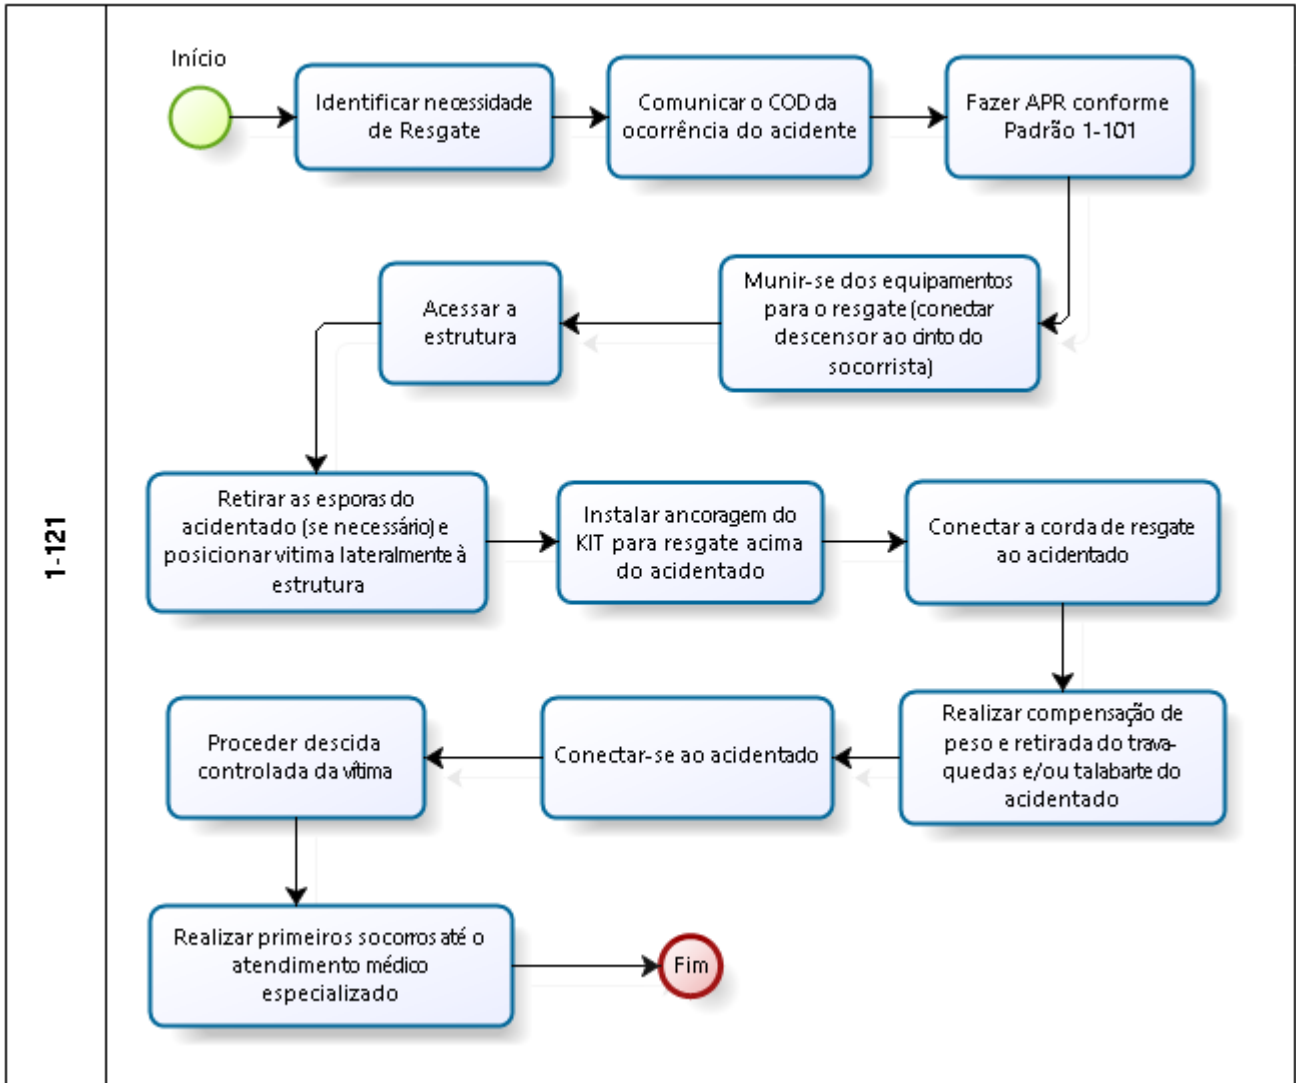 1-121
Início
Identificar necessidade
de Resgate
Comunicar o COD da
ocorrência do acidente
Fazer APR conforme
Padrão 1-101
Munir-se dos equipamentos
para o resgate (conectar
descensor ao cinto do
socorrista)
Acessar a
estrutura
Retirar as esporas do
acidentado (se necessário) e
posicionar vitima lateralmente à
estrutura
Instalar ancoragem do
KIT para resgate acima
do acidentado
Conectar a corda de resgate
ao acidentado
Realizar compensação de
peso e retirada do trava-
quedas e/ou talabarte do
acidentado
Conectar-se ao acidentado
Proceder descida
controlada da vítima
Realizar primeiros socorros até o
atendimento médico
especializado
Fim